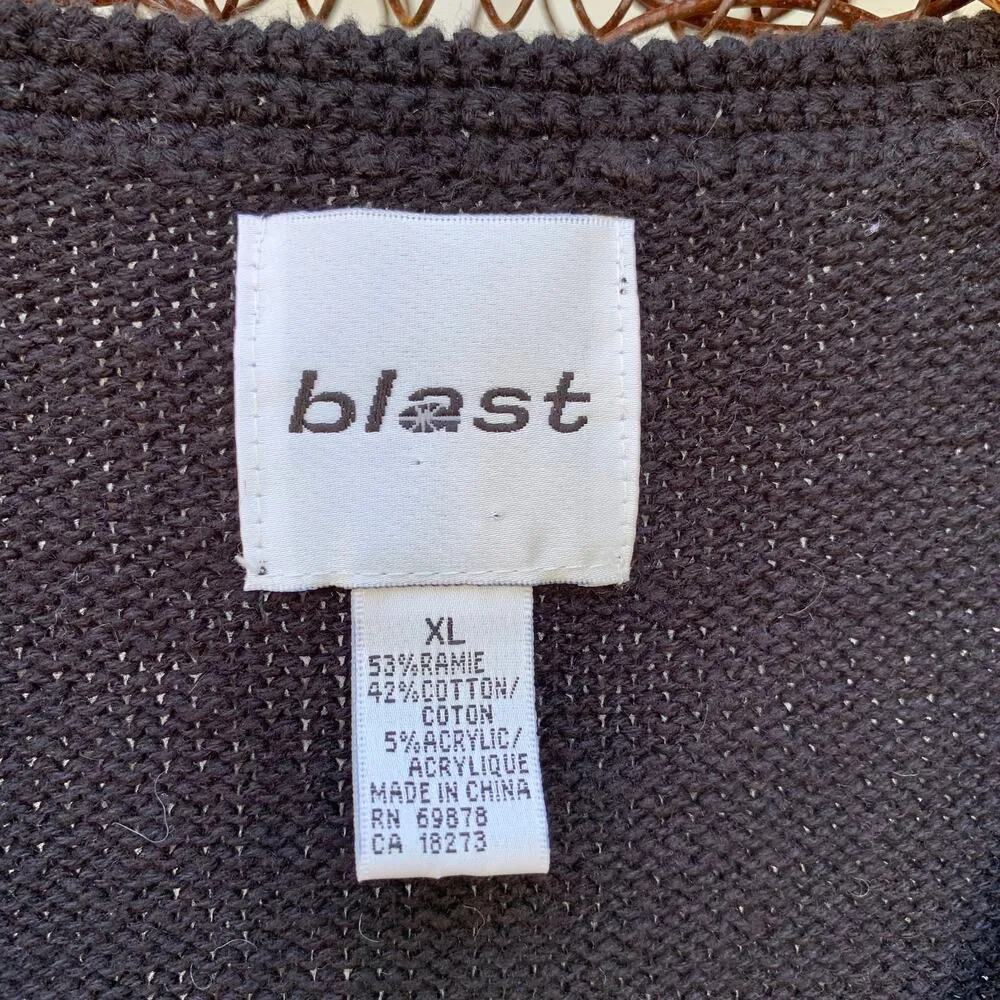 blast
XL
53%RAMIE
42%COTTON/
COTON
5%ACRYLIC/
ACRYLIQUE
MADE IN CHINA
RN 69878
CA 18273